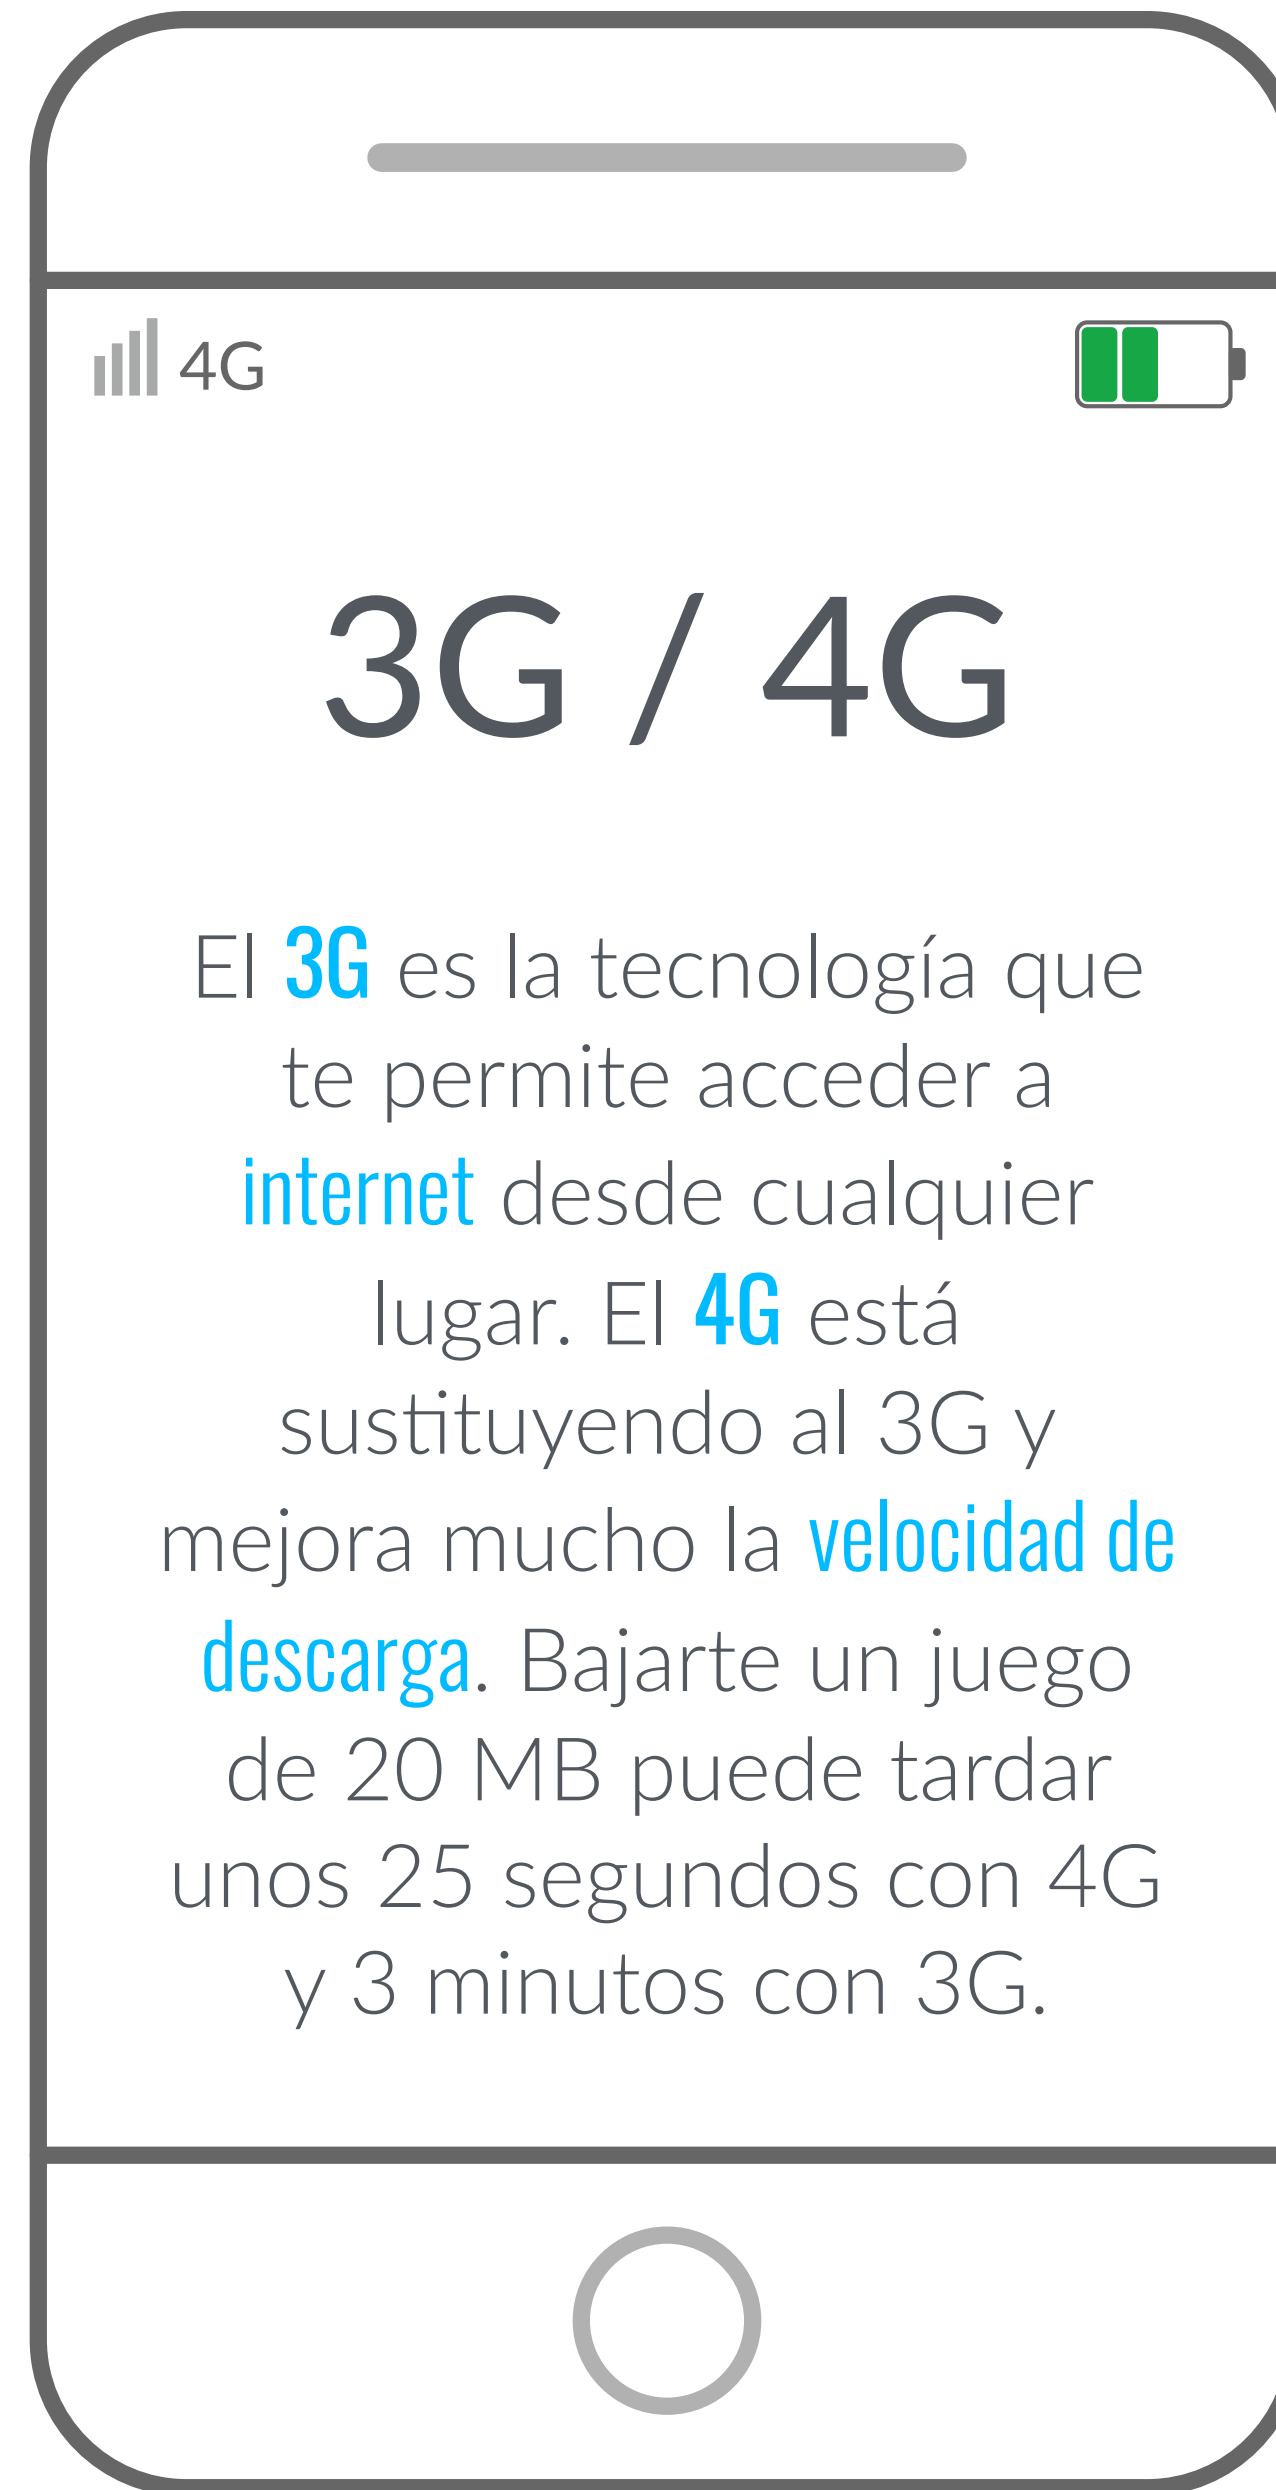 4G
3G / 4G
El 3G es la tecnología que
te permite acceder a
internet desde cualquier
lugar. El 4G está
sustituyendo al 3G y
mejora mucho la velocidad de
descarga. Bajarte un juego
de 20 MB puede tardar
unos 25 segundos con 4G
y 3 minutos con 3G.